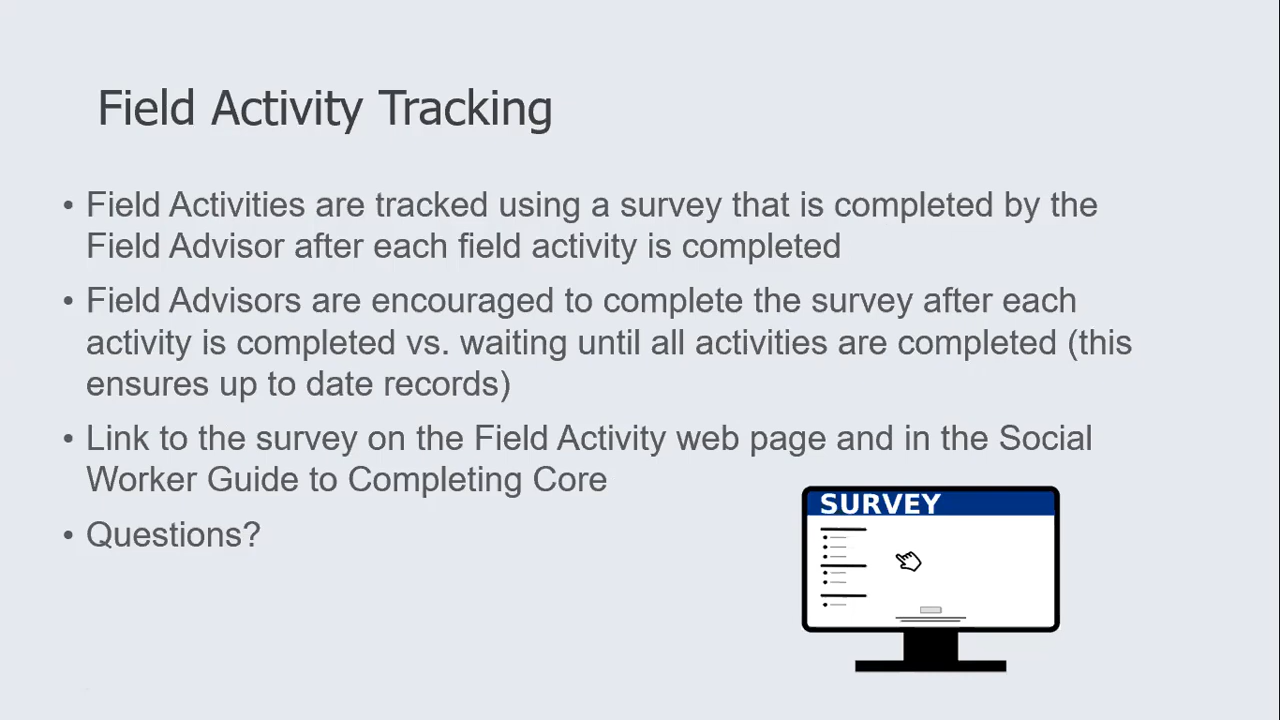 Field Activity Tracking
• Field Activities are tracked using a survey that is completed by the
Field Advisor after each field activity is completed
• Field Advisors are encouraged to complete the survey after each
activity is completed vs. waiting until all activities are completed (this
ensures up to date records)
• Link to the survey on the Field Activity web page and in the Social
Worker Guide to Completing Core
• Questions?
SURVEY